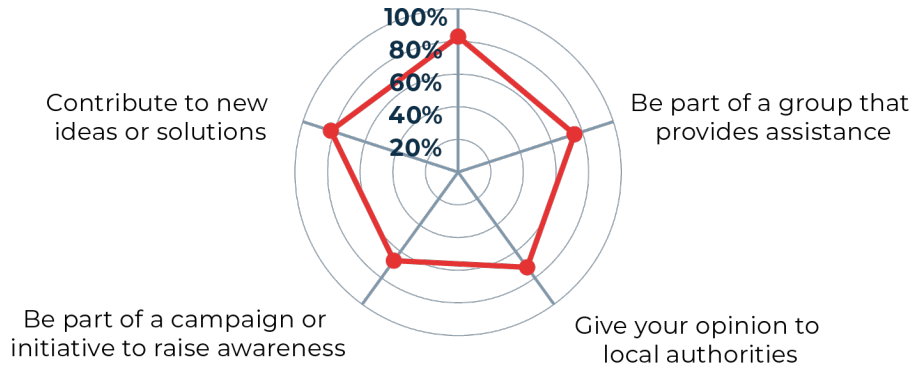 100%
80%
60%
40%
20%
Contribute to new
ideas or solutions
Be part of a group that
provides assistance
Be part of a campaign or
initiative to raise awareness
Give your opinion to
local authorities